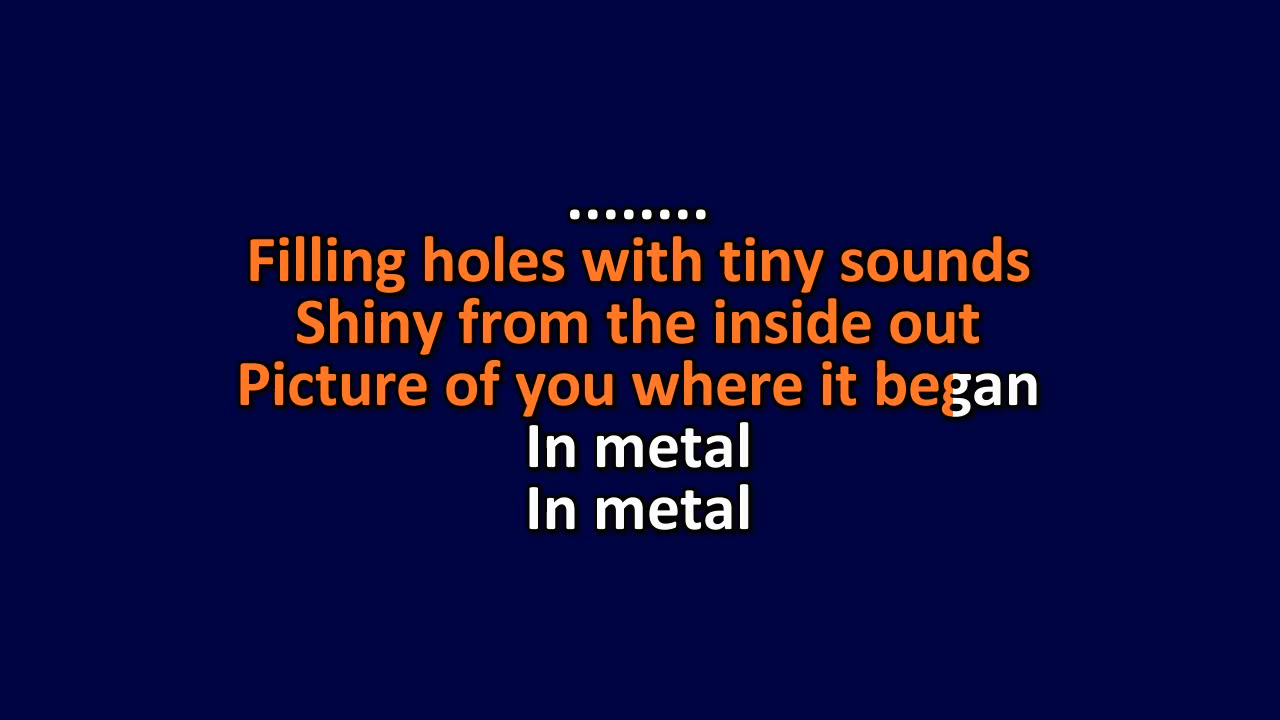 ........
Filling holes with tiny sounds
Shiny from the inside out
Picture of you where it began
In metal
In metal